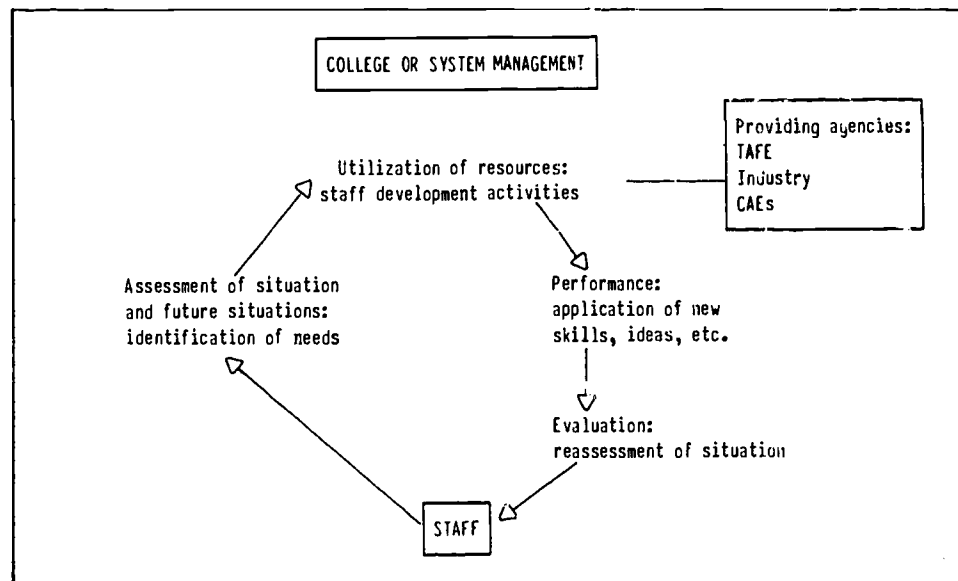 COLLEGE OR SYSTEM MANAGEMENT
Providing agencies:
TAFE
Industry
CAEs
Utilization of resources:
staff development activities
Assessment of situation
and future situations:
identification of needs
Performance:
application of new
skills, ideas, etc.
Evaluation:
reassessment of situation
STAFF